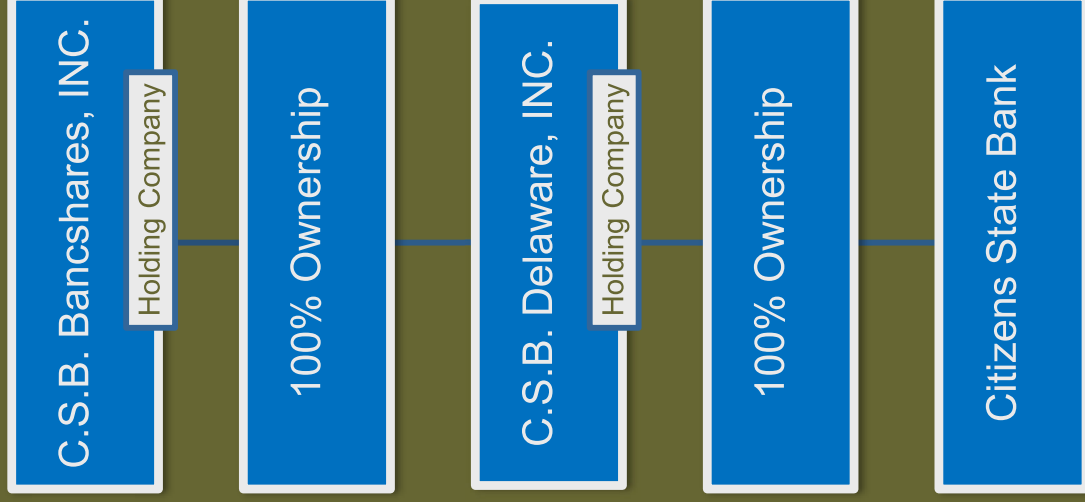 C.S.B. Bancshares, INC.
Holding Company
100% Ownership
C.S.B. Delaware, INC.
Holding Company
100% Ownership
Citizens State Bank